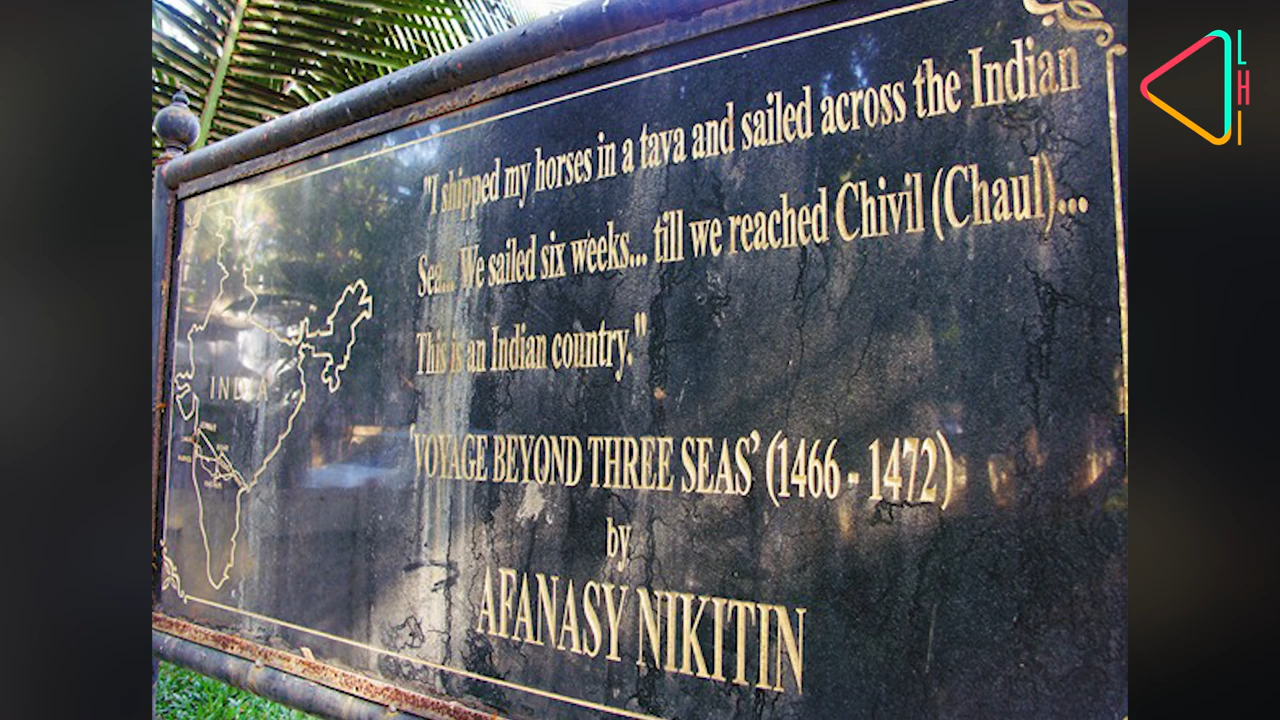 "I shipped my horses in a tava and sailed across the Indian
Sea... We sailed six weeks... till we reached Chivil (Chaul)...
This is an Indian country."
'VOYAGE BEYOND THREE SEAS' (1466 - 1472)
by
AFANASY NIKITIN
INDIA
LHI